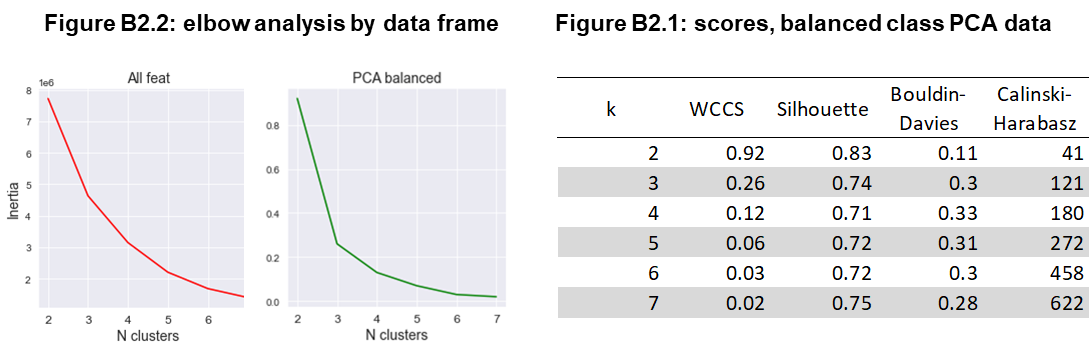 Figure B2.2: elbow analysis by data frame
1e6
All feat
8
7
6
5
4
3
2
Inertia
2 3 4 5 6
N clusters
PCA balanced
0.8
0.6
0.4
0.2
0.0
2 3 4 5 6 7
N clusters
Figure B2.1: scores, balanced class PCA data
k WCCS Silhouette Bouldin-Davies Calinski-Harabasz
2 0.92 0.83 0.11 41
3 0.26 0.74 0.3 121
4 0.12 0.71 0.33 180
5 0.06 0.72 0.31 272
6 0.03 0.72 0.3 458
7 0.02 0.75 0.28 622